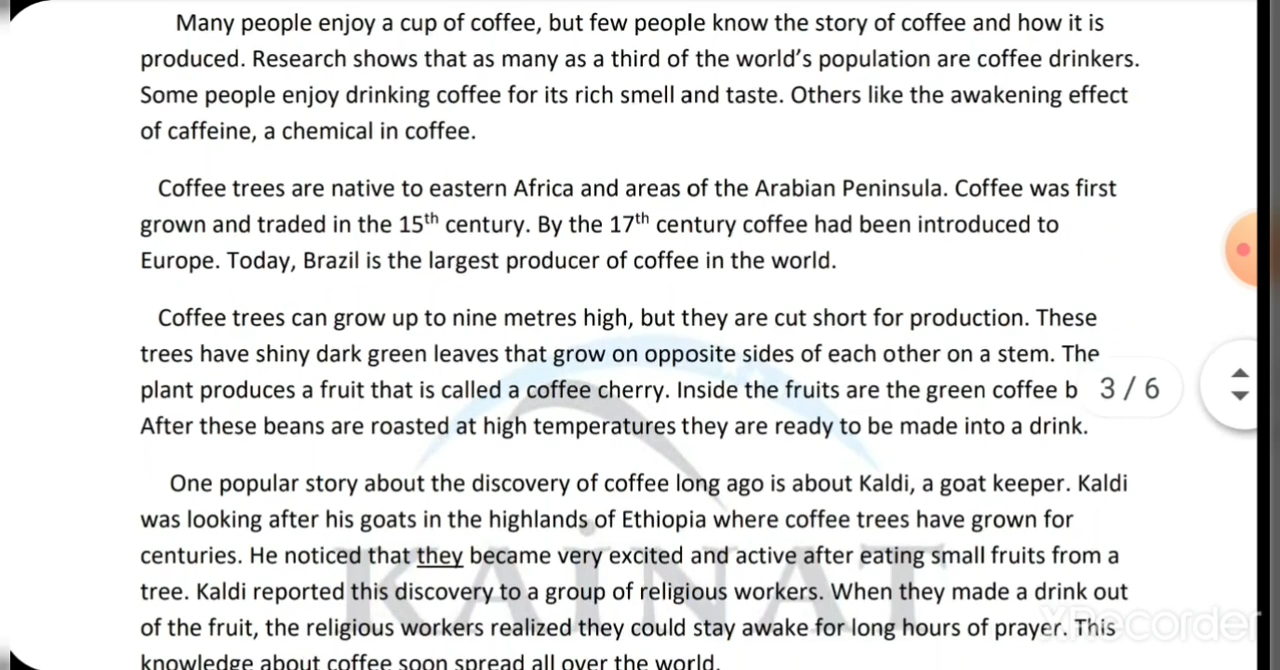 Many people enjoy a cup of coffee, but few people know the story of coffee and how it is
produced. Research shows that as many as a third of the world's population are coffee drinkers.
Some people enjoy drinking coffee for its rich smell and taste. Others like the awakening effect
of caffeine, a chemical in coffee.
Coffee trees are native to eastern Africa and areas of the Arabian Peninsula. Coffee was first
grown and traded in the 15th century. By the 17th century coffee had been introduced to
Europe. Today, Brazil is the largest producer of coffee in the world.
Coffee trees can grow up to nine metres high, but they are cut short for production. These
trees have shiny dark green leaves that grow on opposite sides of each other on a stem. The
plant produces a fruit that is called a coffee cherry. Inside the fruits are the green coffee b
3 / 6
After these beans are roasted at high temperatures they are ready to be made into a drink.
One popular story about the discovery of coffee long ago is about Kaldi, a goat keeper. Kaldi
was looking after his goats in the highlands of Ethiopia where coffee trees have grown for
centuries. He noticed that they became very excited and active after eating small fruits from a
tree. Kaldi reported this discovery to a group of religious workers. When they made a drink out
of the fruit, the religious workers realized they could stay awake for long hours of prayer. This
knowledge about coffee soon spread all over the world.
KAİNAT
XRecorder